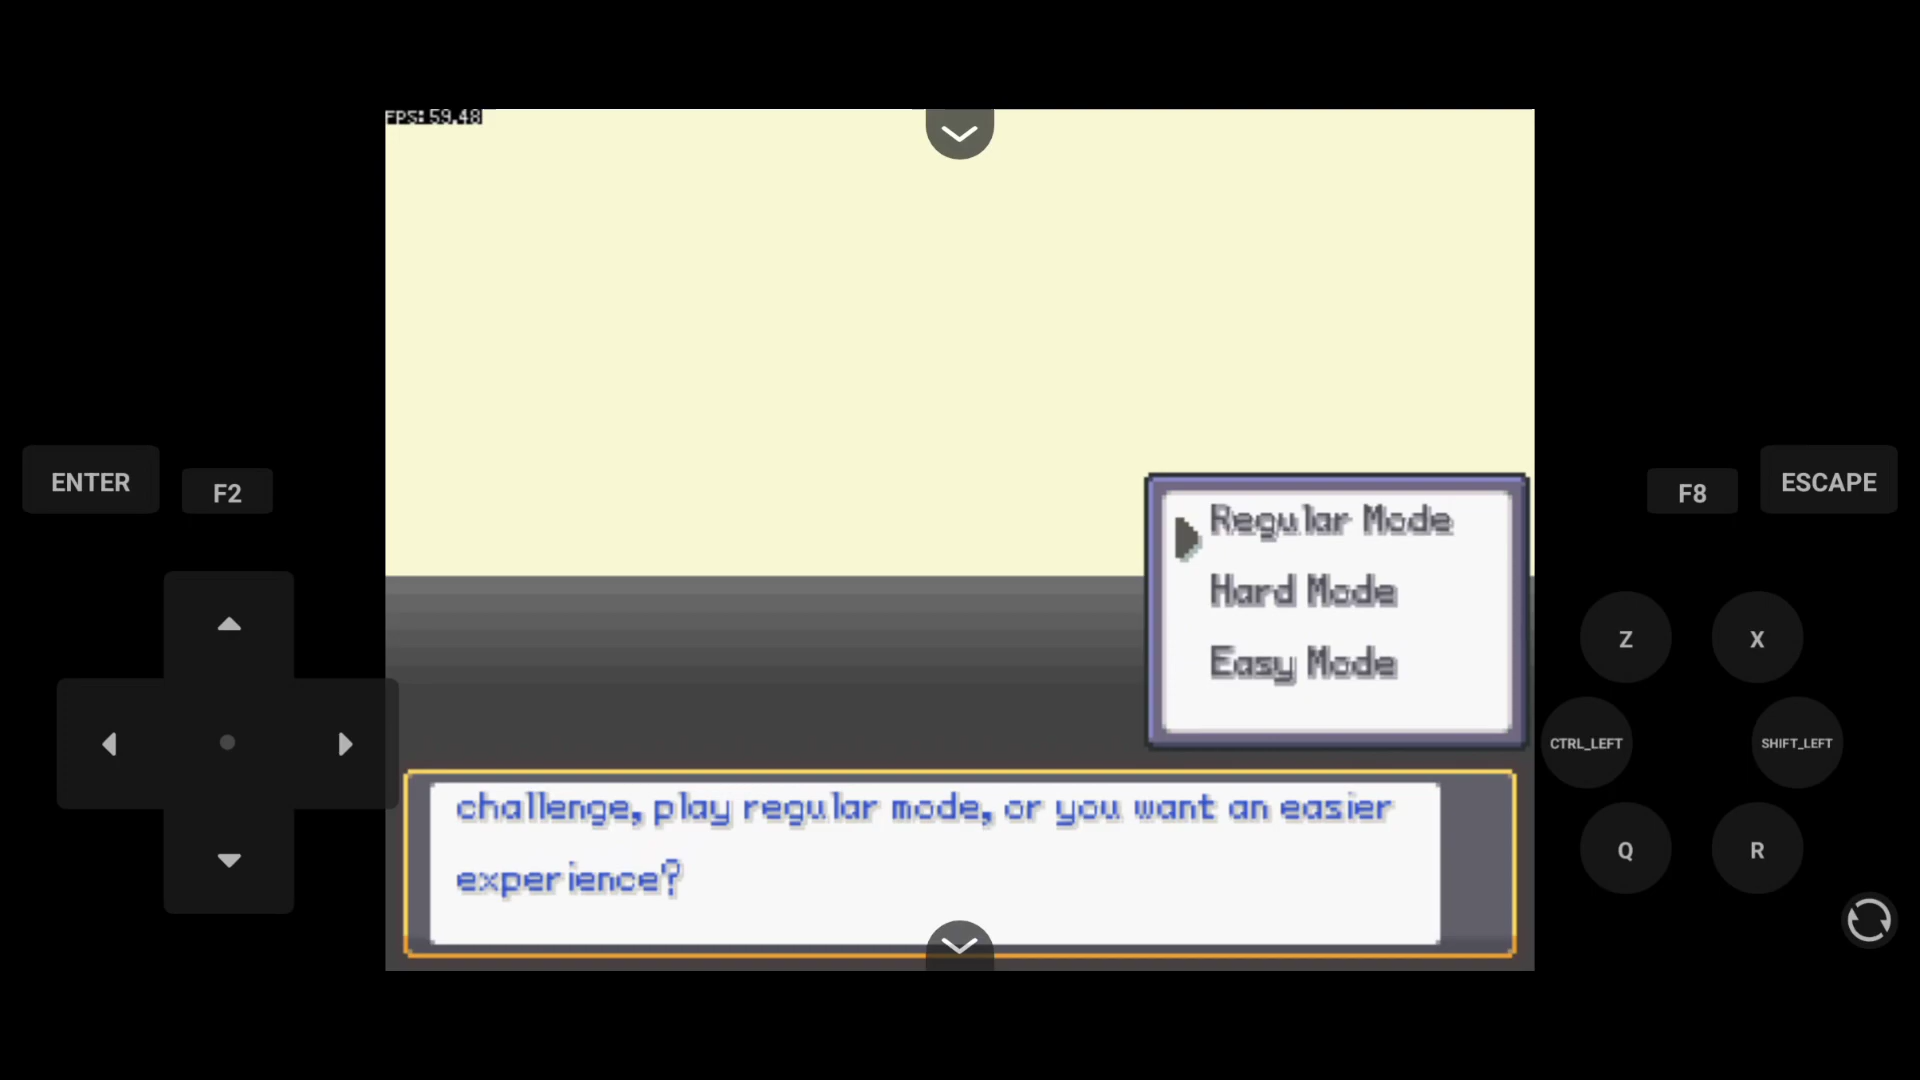 FPS: 59.48
Regular Mode
Hard Mode
Easy Mode
challenge, play regular mode, or you want an easier
experience?
ENTER
F2
F8
ESCAPE
Z
X
CTRL_LEFT
SHIFT_LEFT
Q
R